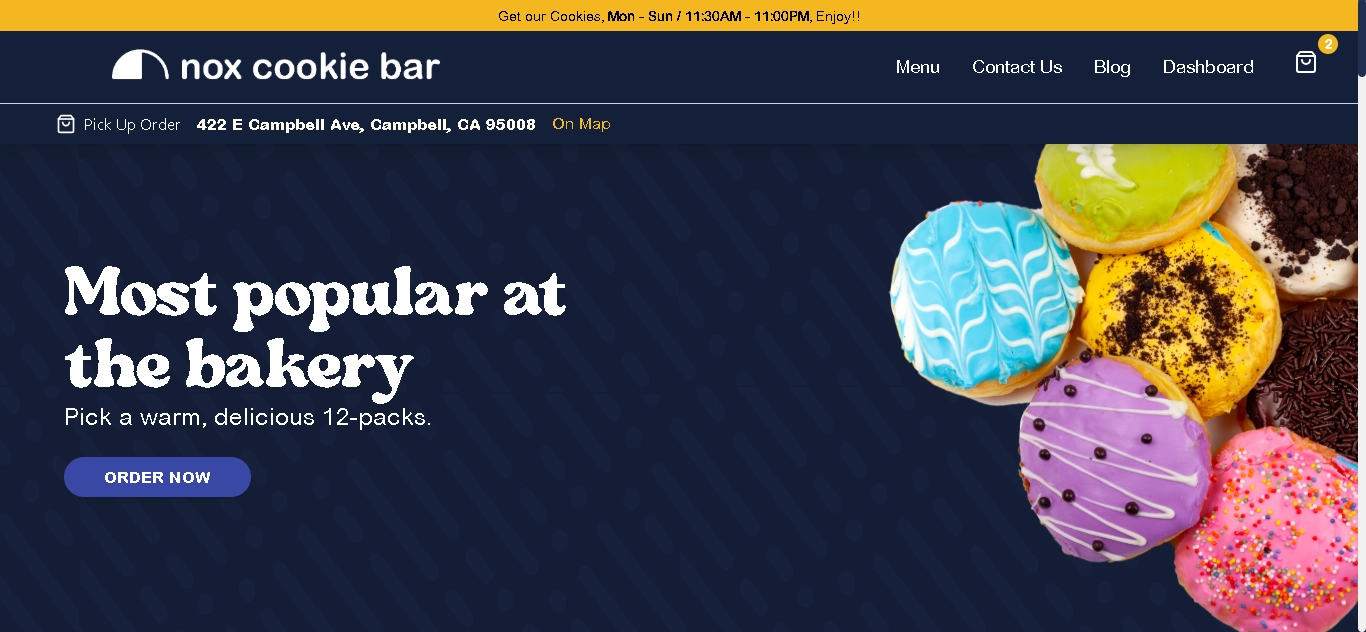 Get our Cookies, Mon - Sun / 11:30AM - 11:00PM, Enjoy!!
nox cookie bar
Menu
Contact Us
Blog
Dashboard
2
Pick Up Order
422 E Campbell Ave, Campbell, CA 95008
On Map
Most popular at
the bakery
Pick a warm, delicious 12-packs.
ORDER NOW